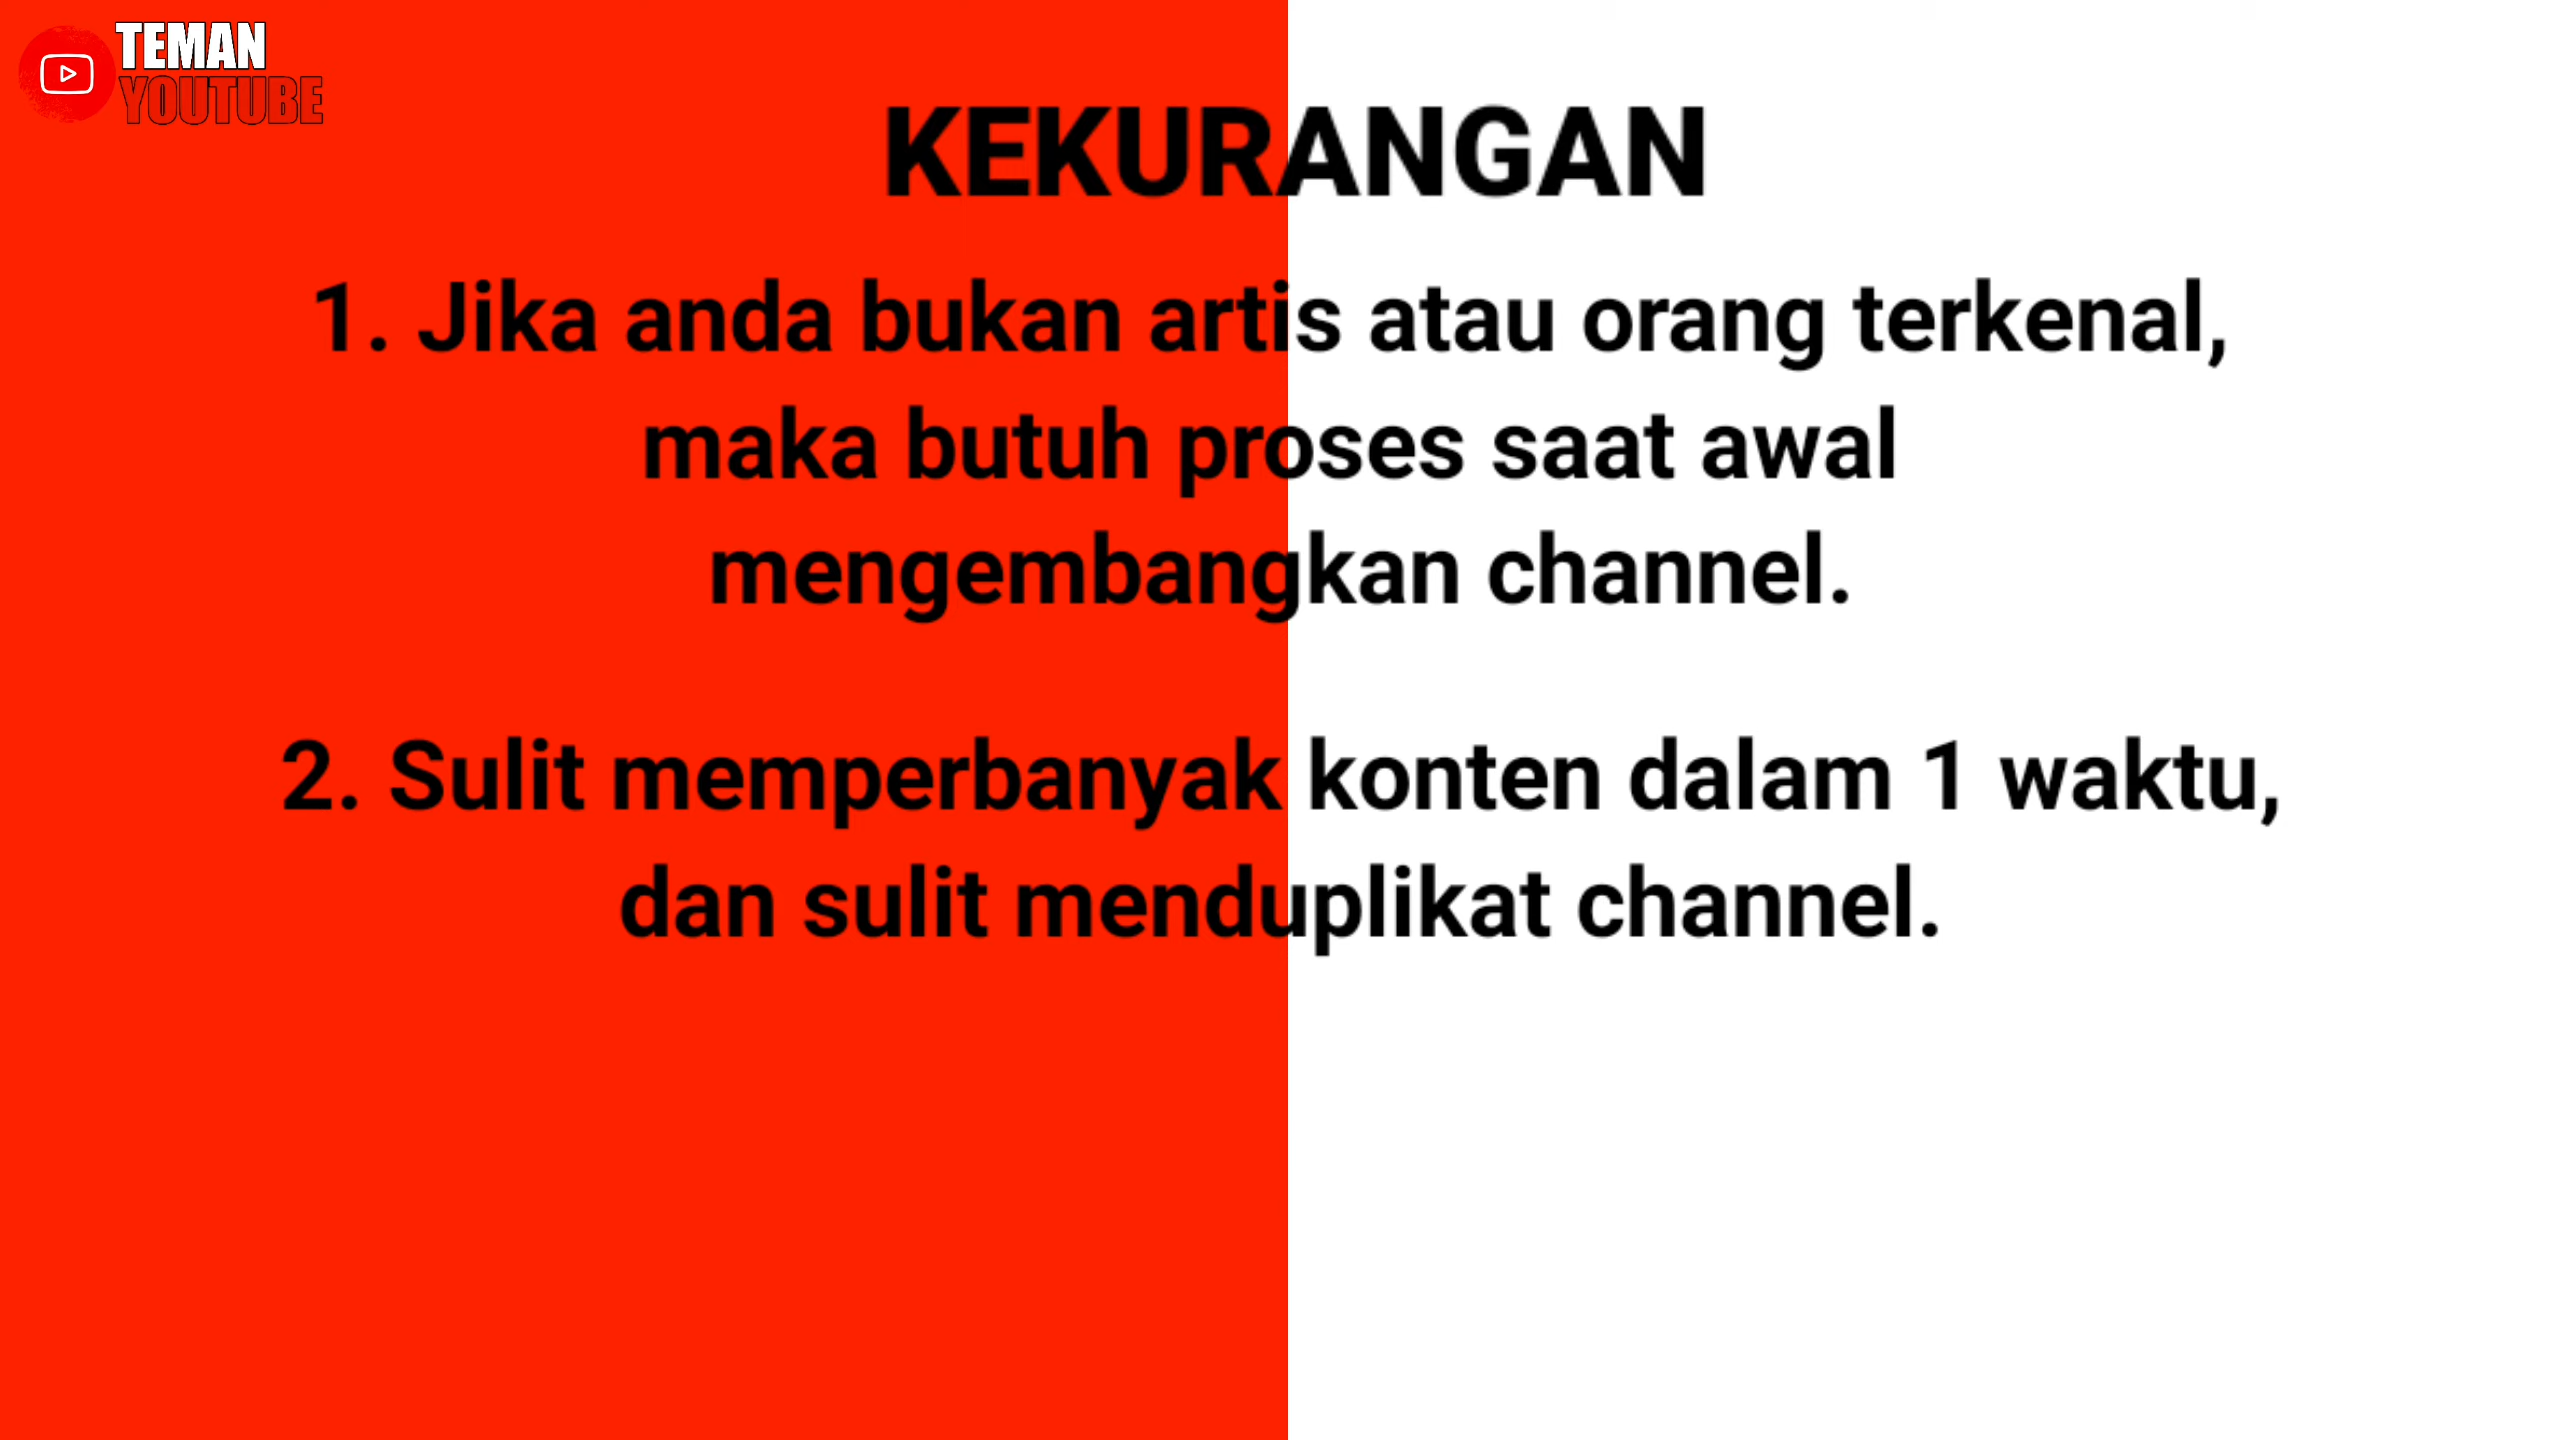 TEMAN
YOUTUBE
KEKURANGAN
1. Jika anda bukan artis atau orang terkenal,
maka butuh proses saat awal
mengembangkan channel.
2. Sulit memperbanyak konten dalam 1 waktu,
dan sulit menduplikat channel.